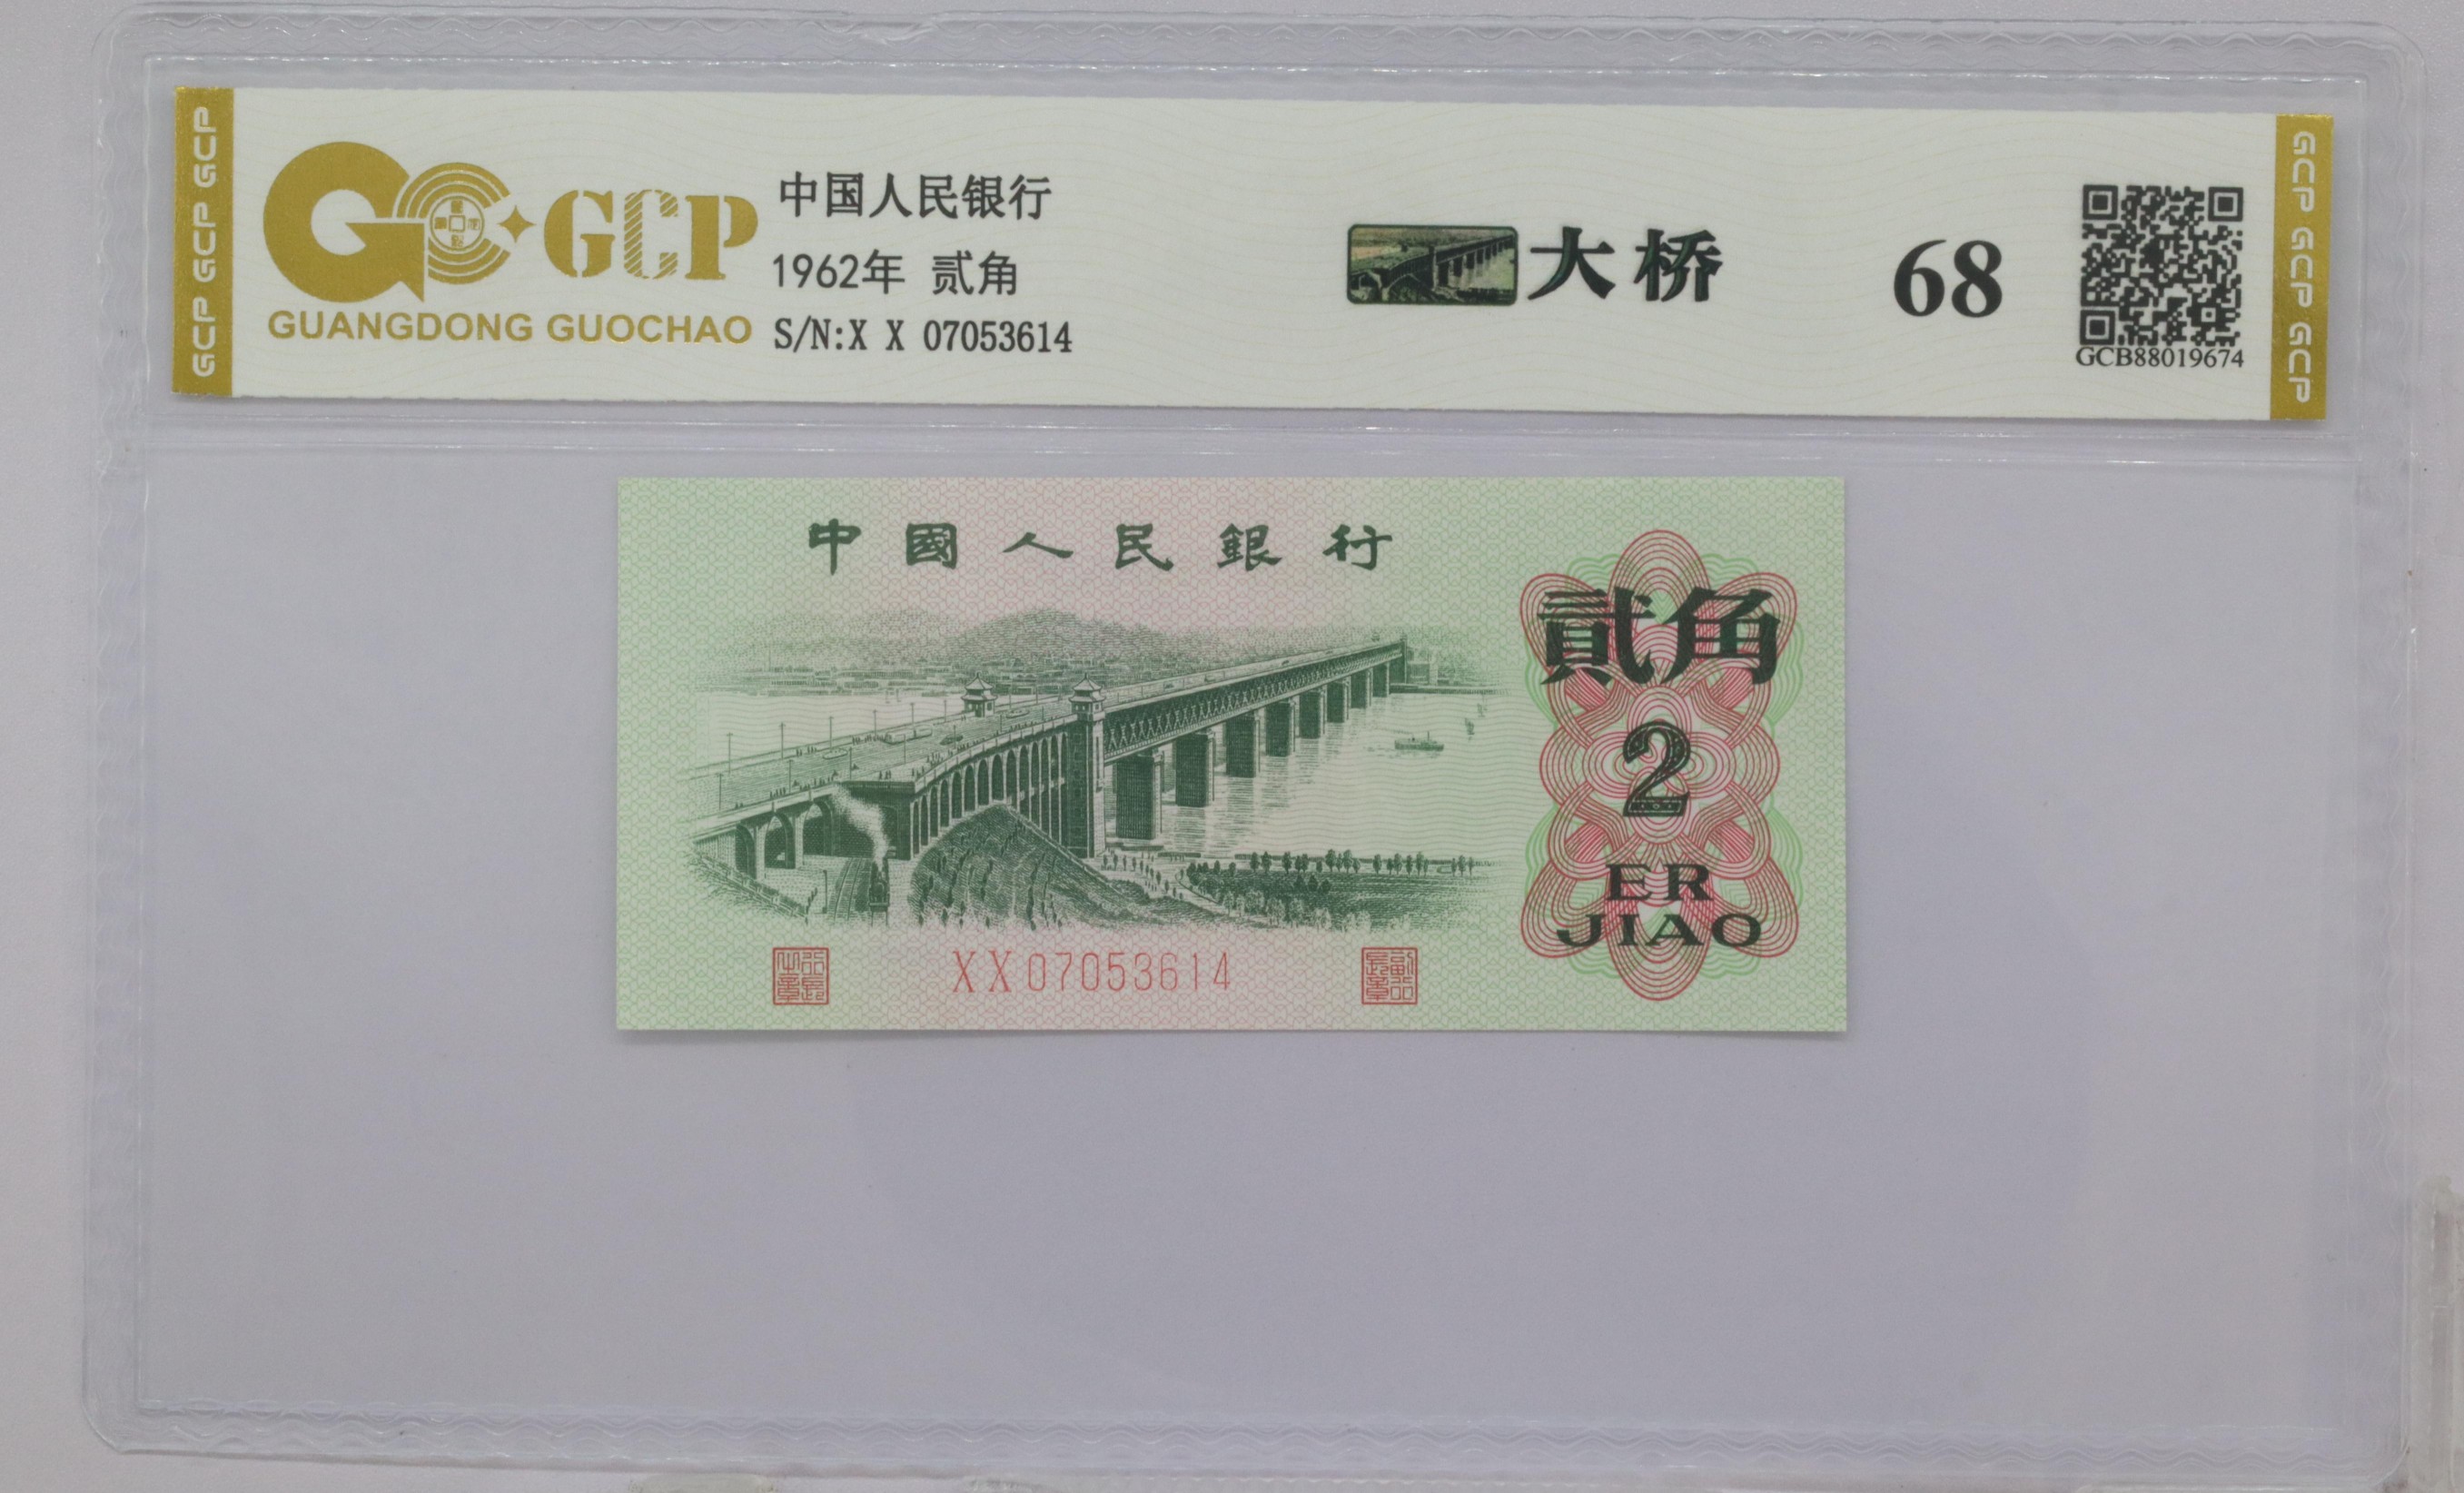 GCP GCP GCP
GCP
GUANGDONG GUOCHAO
中国人民银行
1962年 贰角
S/N:X X 07053614
大桥
68
GCB88019674
GCP GCP GCP
中國人民銀行
貳角
2
ER
JIAO
XX07053614